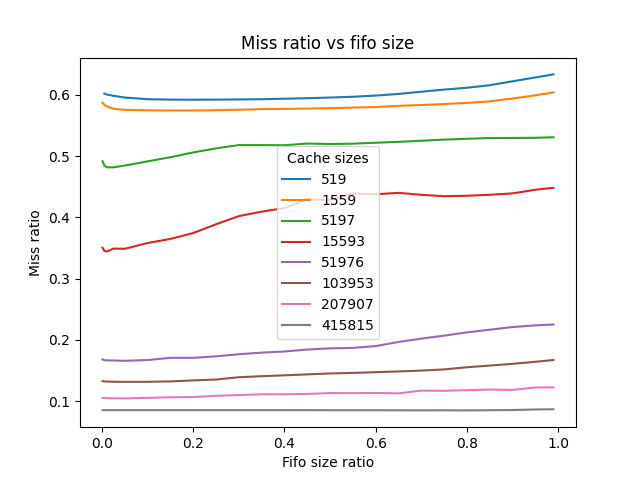 Miss ratio vs fifo size
Miss ratio
0.6
0.5
0.4
0.3
0.2
0.1
Cache sizes
519
1559
5197
15593
51976
103953
207907
415815
0.0 0.2 0.4 0.6 0.8 1.0
Fifo size ratio